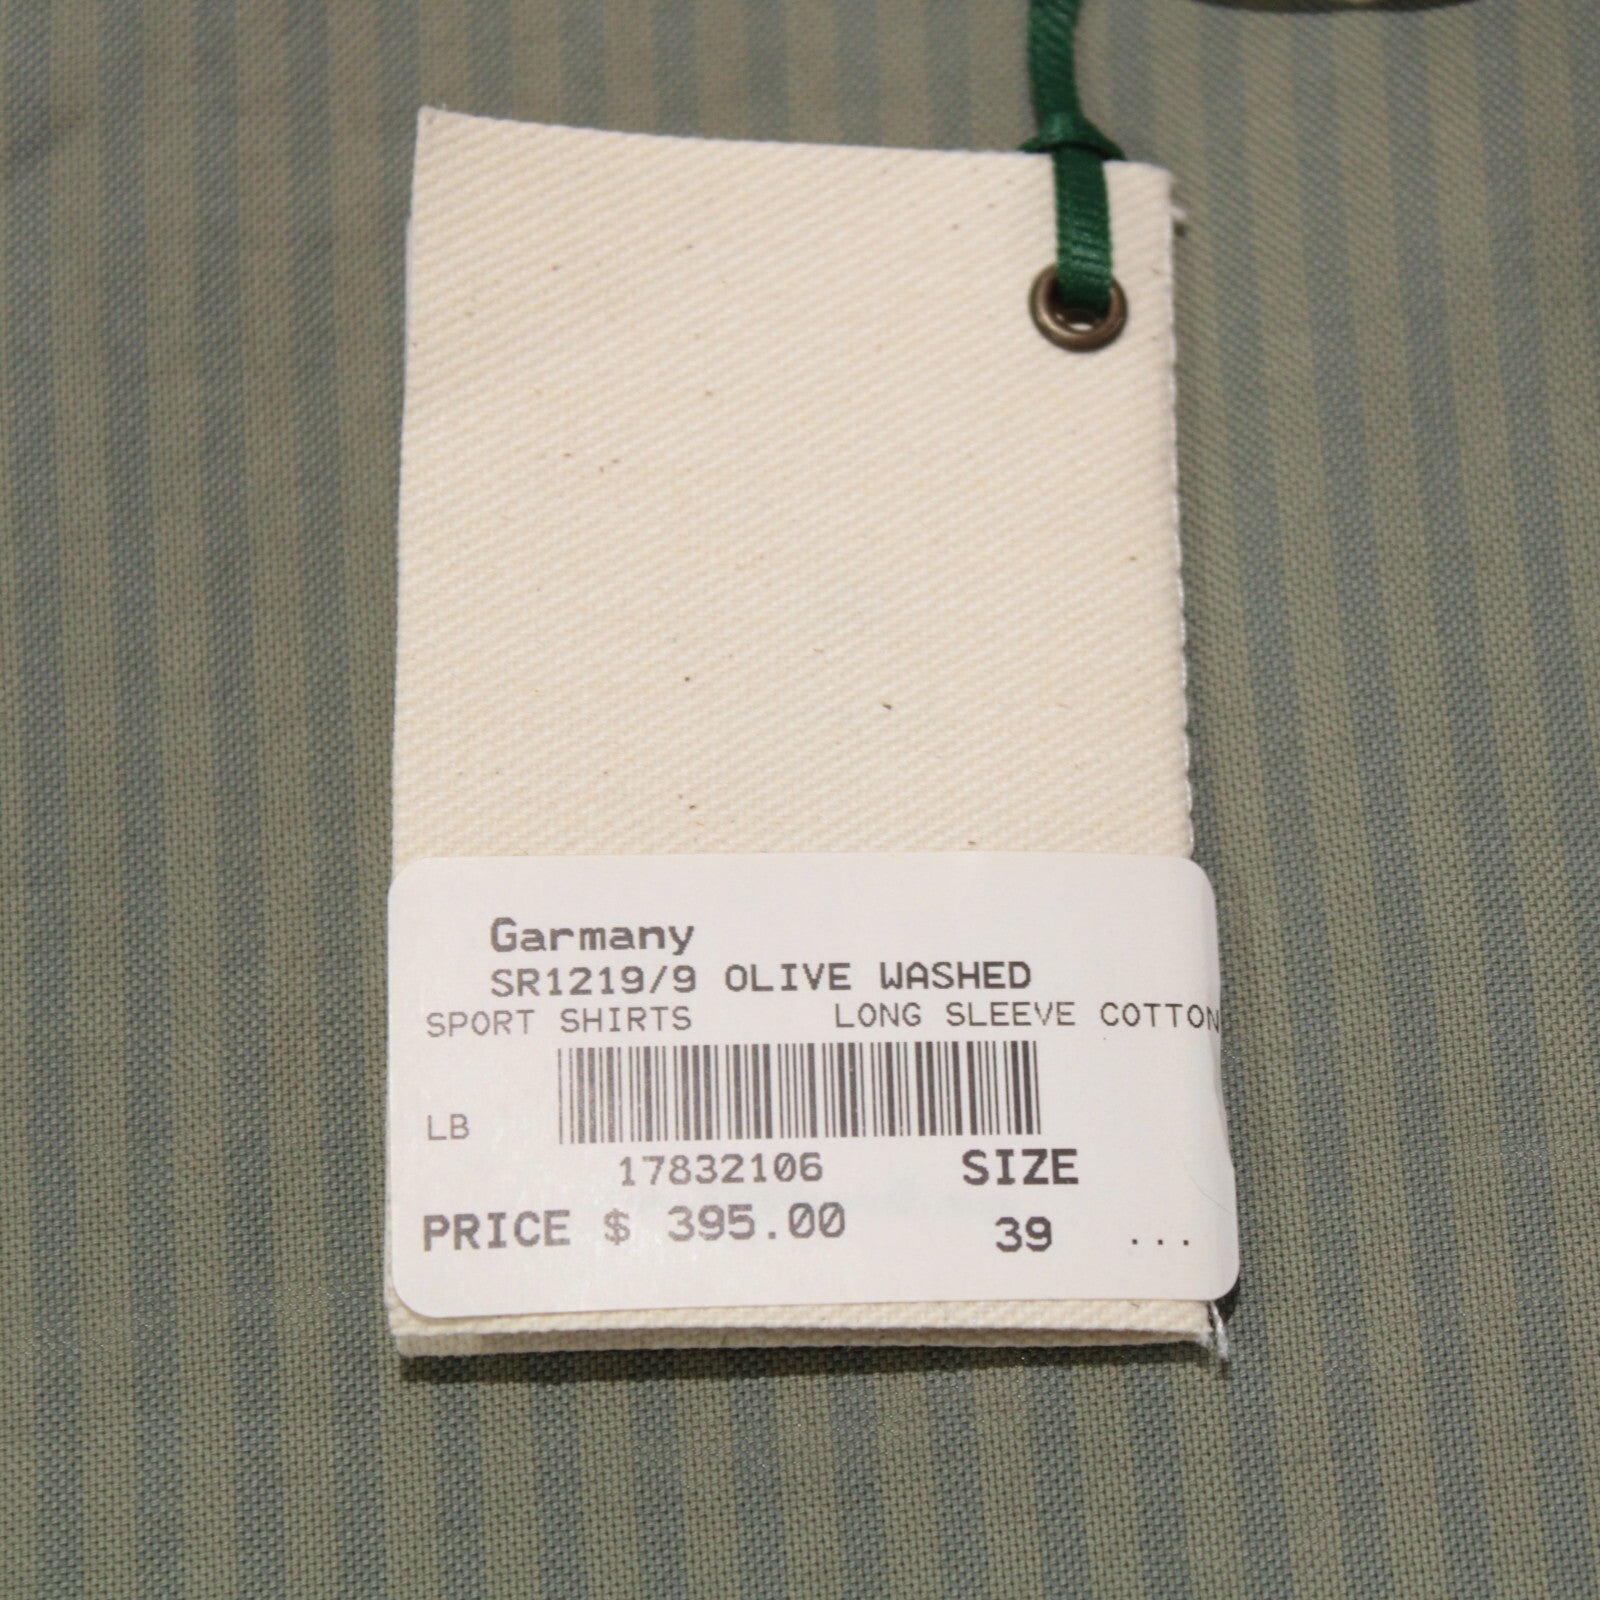 Garmany
SR1219/9 OLIVE WASHED
SPORT SHIRTS LONG SLEEVE COTTON
LB
17832106 SIZE
PRICE $ 395.00 39 ...